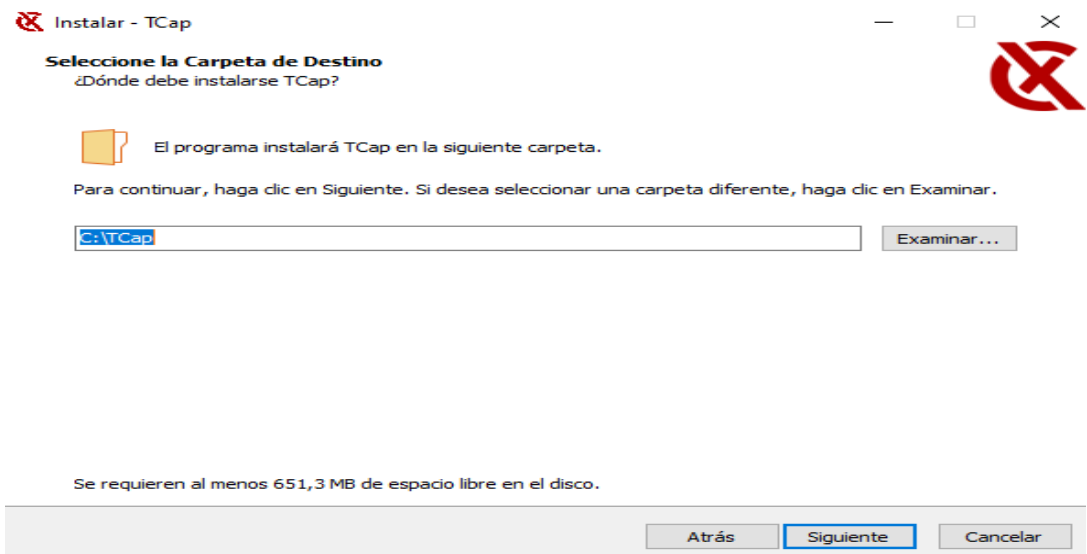 Instalar - TCap
Seleccione la Carpeta de Destino
¿Dónde debe instalarse TCap?
El programa instalará TCap en la siguiente carpeta.
Para continuar, haga clic en Siguiente. Si desea seleccionar una carpeta diferente, haga clic en Examinar.
C:\TCap
Examinar...
Se requieren al menos 651,3 MB de espacio libre en el disco.
Atrás
Siguiente
Cancelar